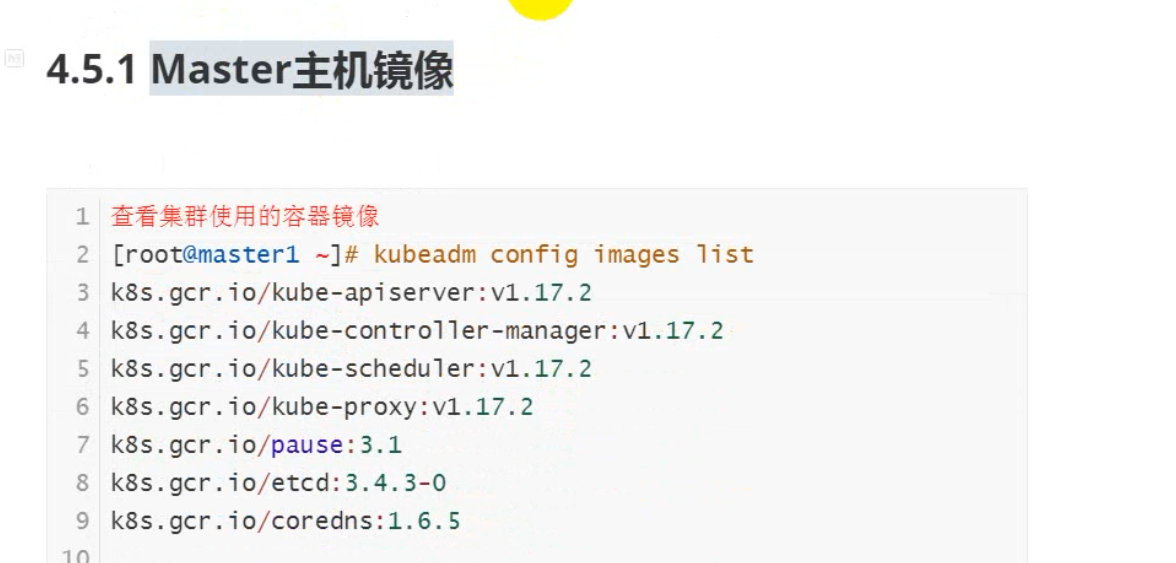 h3
4.5.1 Master主机镜像
1 查看集群使用的容器镜像
2 [root@master1 ~]# kubeadm config images list
3 k8s.gcr.io/kube-apiserver:v1.17.2
4 k8s.gcr.io/kube-controller-manager:v1.17.2
5 k8s.gcr.io/kube-scheduler:v1.17.2
6 k8s.gcr.io/kube-proxy:v1.17.2
7 k8s.gcr.io/pause:3.1
8 k8s.gcr.io/etcd:3.4.3-0
9 k8s.gcr.io/coredns:1.6.5
10